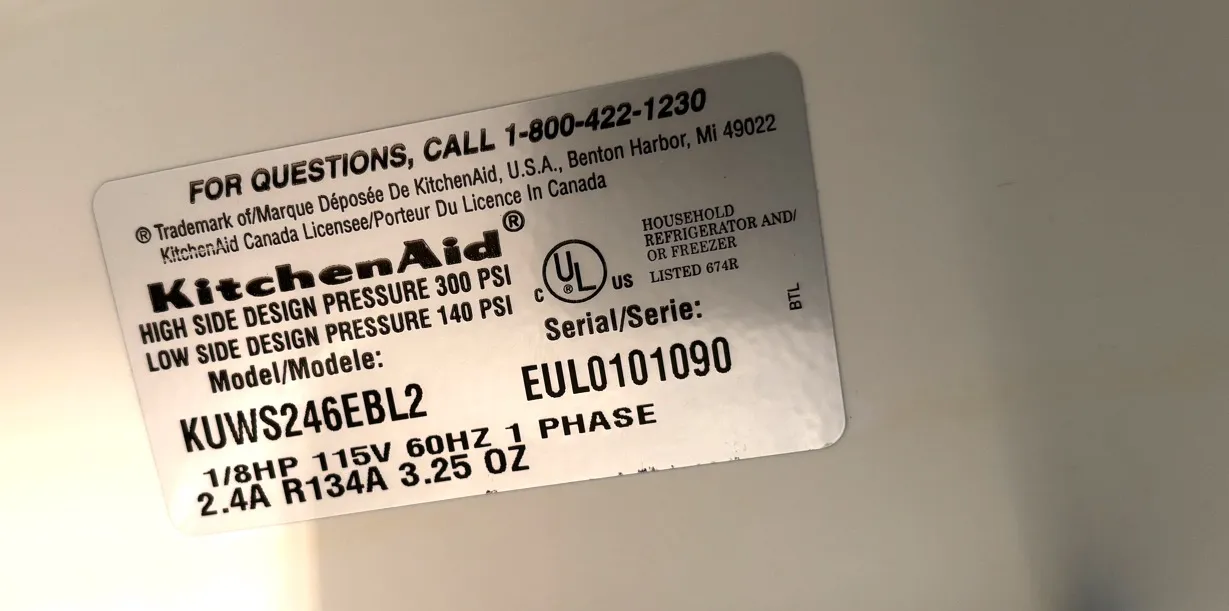 FOR QUESTIONS, CALL 1-800-422-1230
® Trademark of/Marque Déposée De KitchenAid, U.S.A., Benton Harbor, Mi 49022
KitchenAid Canada Licensee/Porteur Du Licence In Canada
KitchenAid®
HIGH SIDE DESIGN PRESSURE 300 PSI
LOW SIDE DESIGN PRESSURE 140 PSI
C UL® US
HOUSEHOLD
REFRIGERATOR AND/
OR FREEZER
LISTED 674R
BTL
Model/Modele:
KUWS246EBL2
Serial/Serie:
EUL0101090
1/8HP 115V 60HZ 1 PHASE
2.4A R134A 3.25 OZ